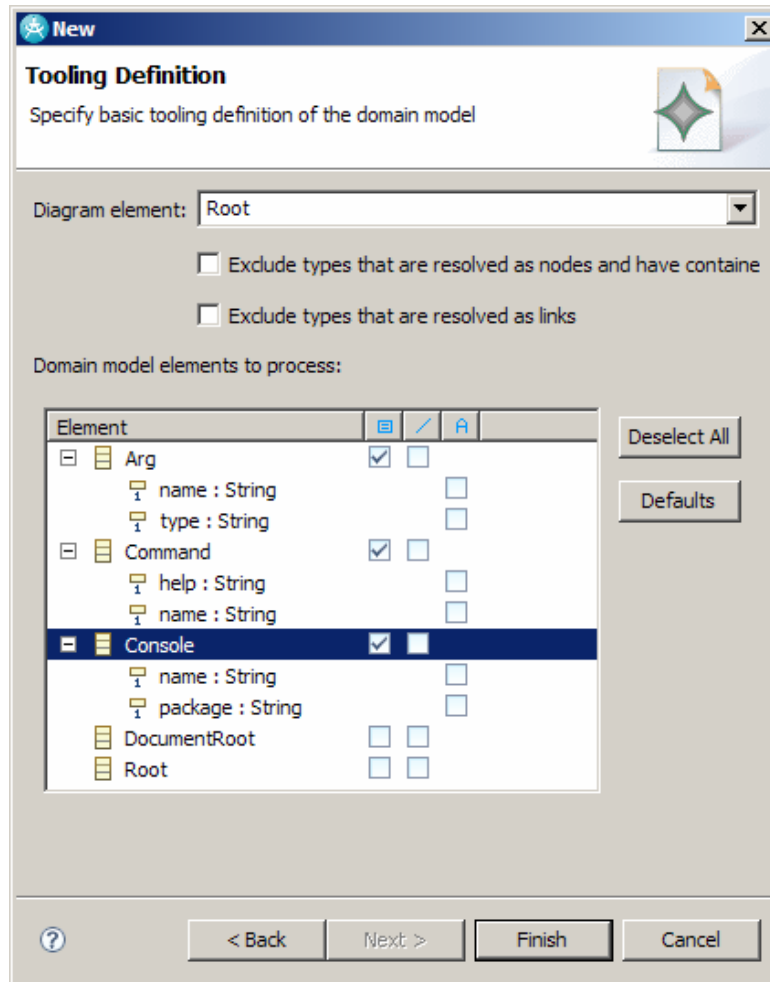 New
Tooling Definition
Specify basic tooling definition of the domain model
Diagram element: Root
Exclude types that are resolved as nodes and have containe
Exclude types that are resolved as links
Domain model elements to process:
Element
Deselect All
Arg
name : String
Defaults
type : String
Command
help : String
name : String
Console
name : String
package : String
DocumentRoot
Root
< Back Next > Finish Cancel